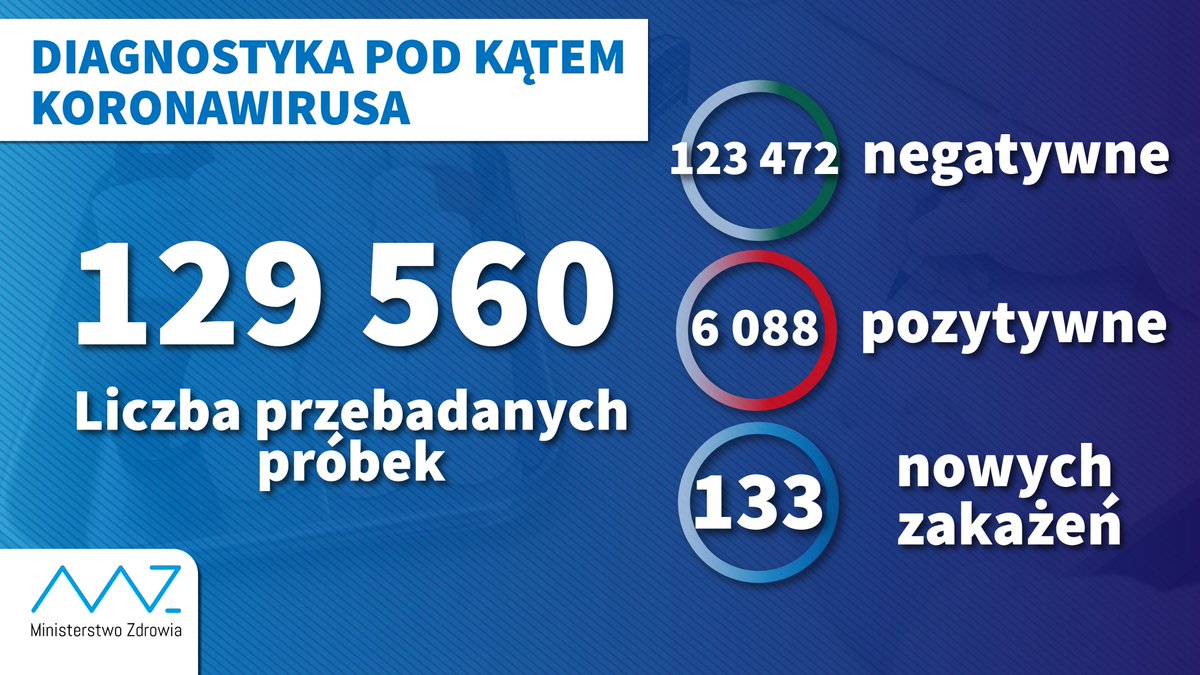 DIAGNOSTYKA POD KĄTEM
KORONAWIRUSA
129 560
Liczba przebadanych
próbek
123 472 negatywne
6 088 pozytywne
133 nowych
zakażeń
MZ
Ministerstwo Zdrowia